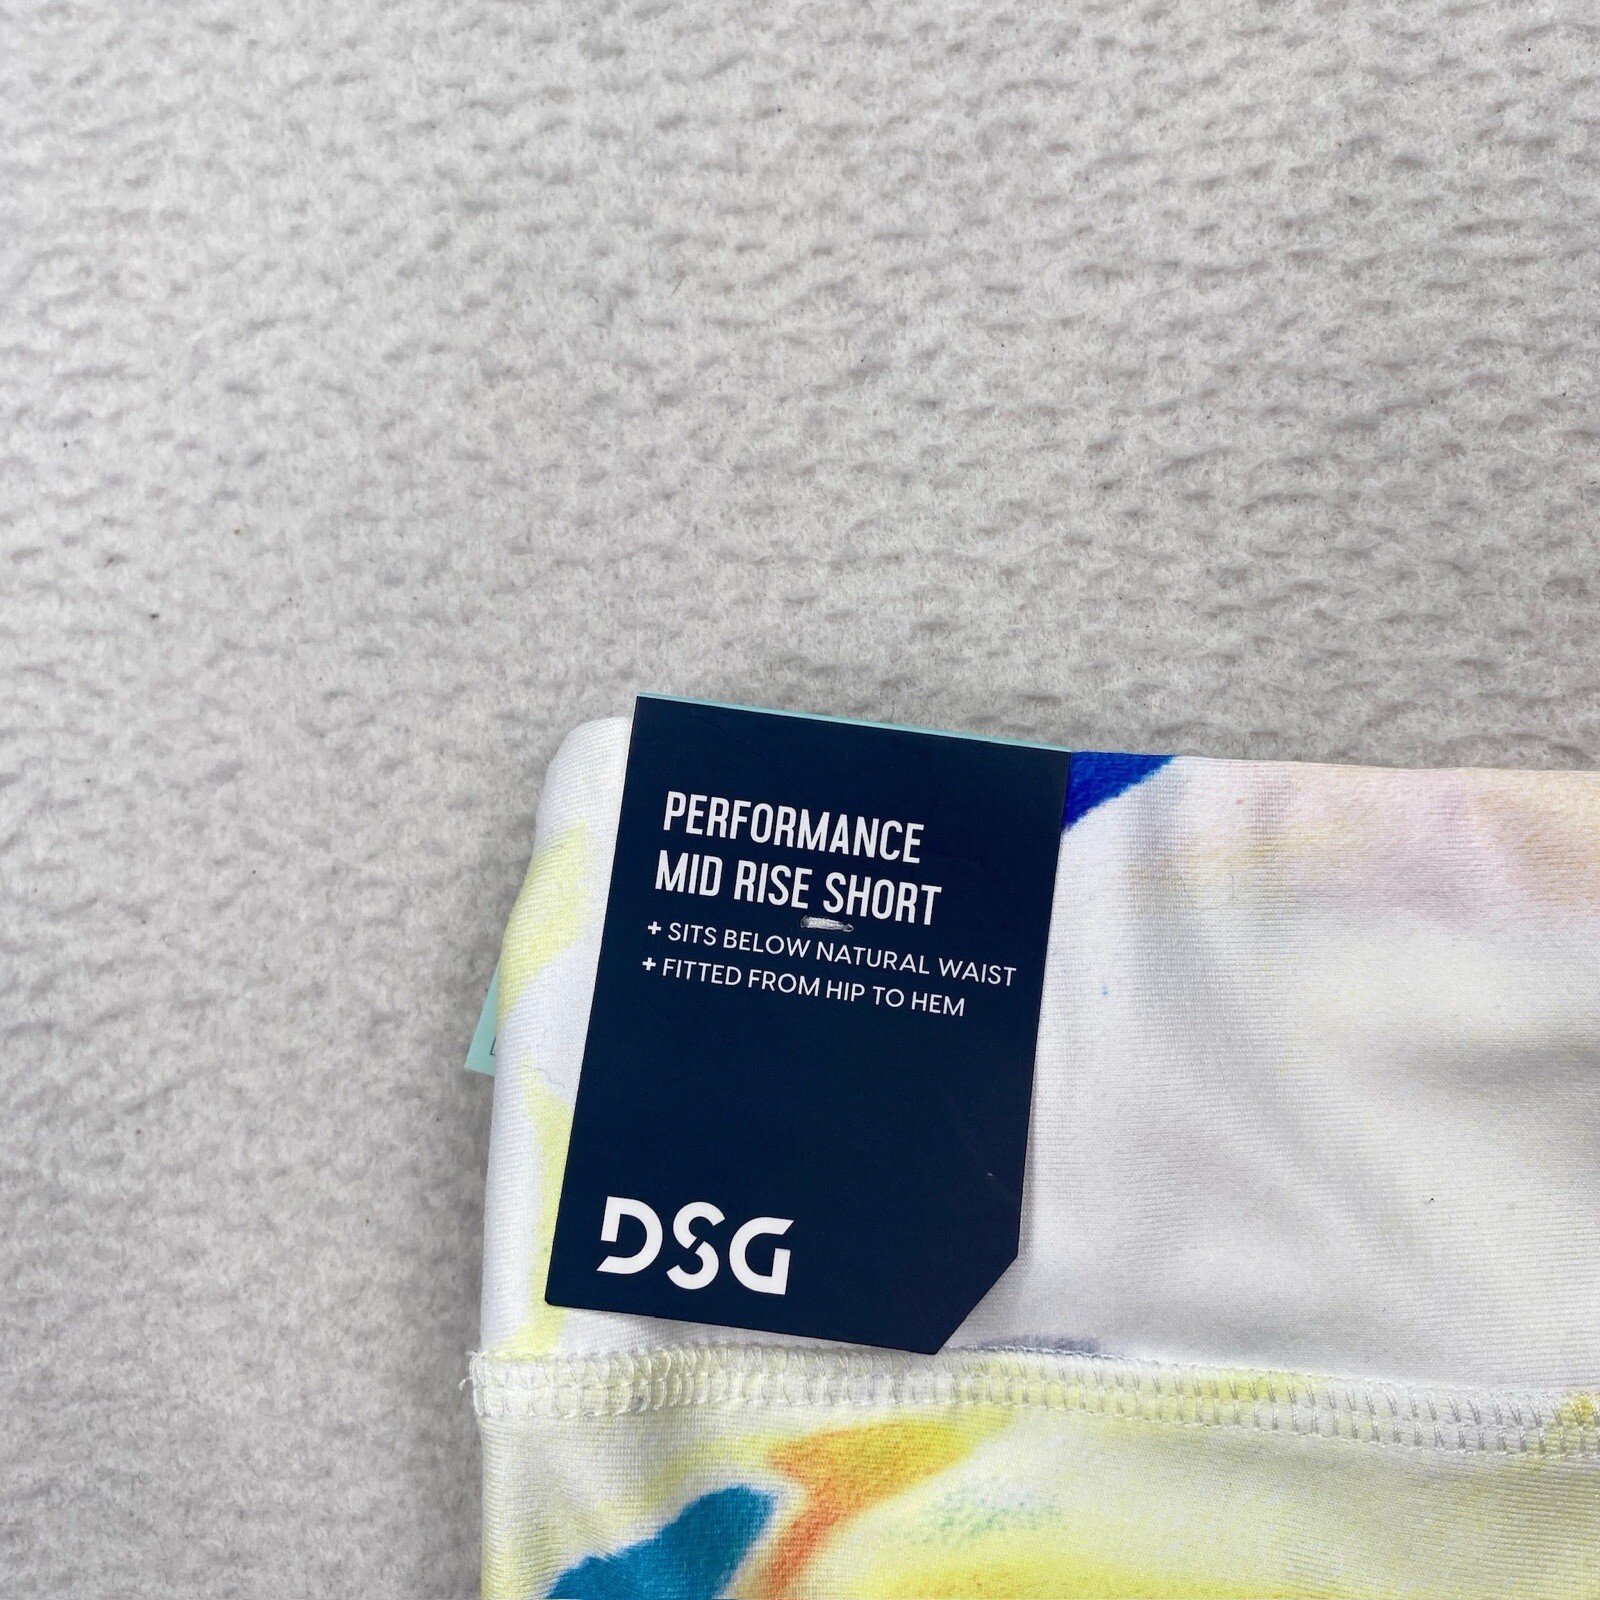 PERFORMANCE
MID RISE SHORT
+ SITS BELOW NATURAL WAIST
+ FITTED FROM HIP TO HEM
DSG